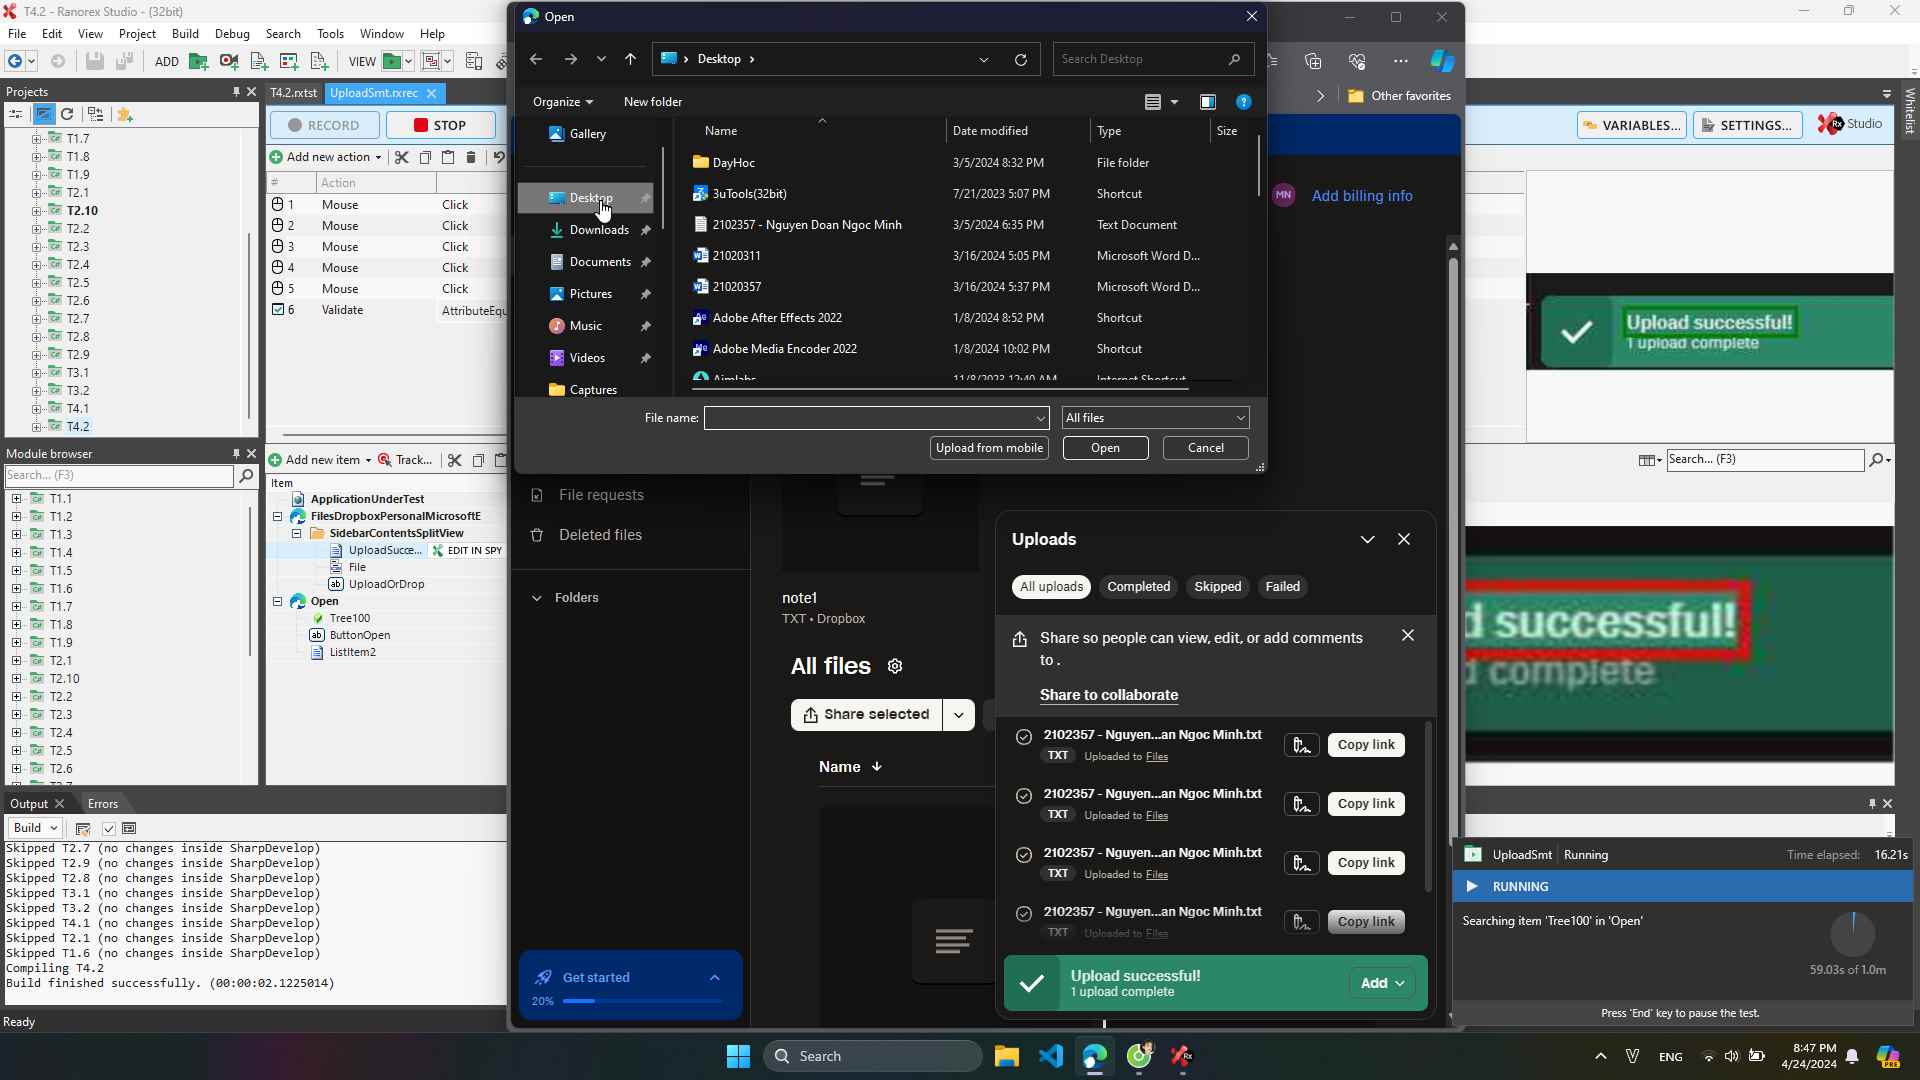 T4.2 - Ranorex Studio - (32bit)
File Edit View Project Build Debug Search Tools Window Help
ADD VIEW
Projects
T1.7
T1.8
T1.9
T2.1
T2.10
T2.2
T2.3
T2.4
T2.5
T2.6
T2.7
T2.8
T2.9
T3.1
T3.2
T4.1
T4.2
Module browser
Search... (F3)
T1.1
T1.2
T1.3
T1.4
T1.5
T1.6
T1.7
T1.8
T1.9
T2.1
T2.10
T2.2
T2.3
T2.4
T2.5
T2.6
T4.2.rxtst UploadSmt.rxrec
RECORD STOP
Add new action
# Action
1 Mouse Click
2 Mouse Click
3 Mouse Click
4 Mouse Click
5 Mouse Click
6 Validate AttributeEqu
Add new item Track...
Item
ApplicationUnderTest
FilesDropboxPersonalMicrosoftE
SidebarContentsSplitView
UploadSucce... EDIT IN SPY
File
UploadOrDrop
Open
Tree100
ButtonOpen
ListItem2
Output Errors
Build
Skipped T2.7 (no changes inside SharpDevelop)
Skipped T2.9 (no changes inside SharpDevelop)
Skipped T2.8 (no changes inside SharpDevelop)
Skipped T3.1 (no changes inside SharpDevelop)
Skipped T3.2 (no changes inside SharpDevelop)
Skipped T4.1 (no changes inside SharpDevelop)
Skipped T2.1 (no changes inside SharpDevelop)
Skipped T1.6 (no changes inside SharpDevelop)
Compiling T4.2
Build finished successfully. (00:00:02.1225014)
Ready
Open
Desktop
Search Desktop
Organize New folder
Gallery
Desktop
Downloads
Documents
Pictures
Music
Videos
Captures
Name Date modified Type Size
DayHoc 3/5/2024 8:32 PM File folder
3uTools(32bit) 7/21/2023 5:07 PM Shortcut
2102357 - Nguyen Doan Ngoc Minh 3/5/2024 6:35 PM Text Document
21020311 3/16/2024 5:05 PM Microsoft Word D...
21020357 3/16/2024 5:37 PM Microsoft Word D...
Adobe After Effects 2022 1/8/2024 8:52 PM Shortcut
Adobe Media Encoder 2022 1/8/2024 10:02 PM Shortcut
Aimlabs 11/8/2023 12:40 AM Internet Shortcut
File name: All files
Upload from mobile Open Cancel
Other favorites
MN Add billing info
File requests
Deleted files
Folders
Get started
20%
note1
TXT • Dropbox
All files
Share selected
Name
Uploads
All uploads Completed Skipped Failed
Share so people can view, edit, or add comments
to .
Share to collaborate
2102357 - Nguyen...an Ngoc Minh.txt
TXT Uploaded to Files
Copy link
2102357 - Nguyen...an Ngoc Minh.txt
TXT Uploaded to Files
Copy link
2102357 - Nguyen...an Ngoc Minh.txt
TXT Uploaded to Files
Copy link
2102357 - Nguyen...an Ngoc Minh.txt
TXT Uploaded to Files
Copy link
Upload successful!
1 upload complete
Add
Whitelist
VARIABLES... SETTINGS... Rx Studio
Upload successful!
1 upload complete
Search... (F3)
d successful!
d complete
UploadSmt Running Time elapsed: 16.21s
RUNNING
Searching item 'Tree100' in 'Open'
59.03s of 1.0m
Press 'End' key to pause the test.
Search
V ENG
8:47 PM
4/24/2024
PRE